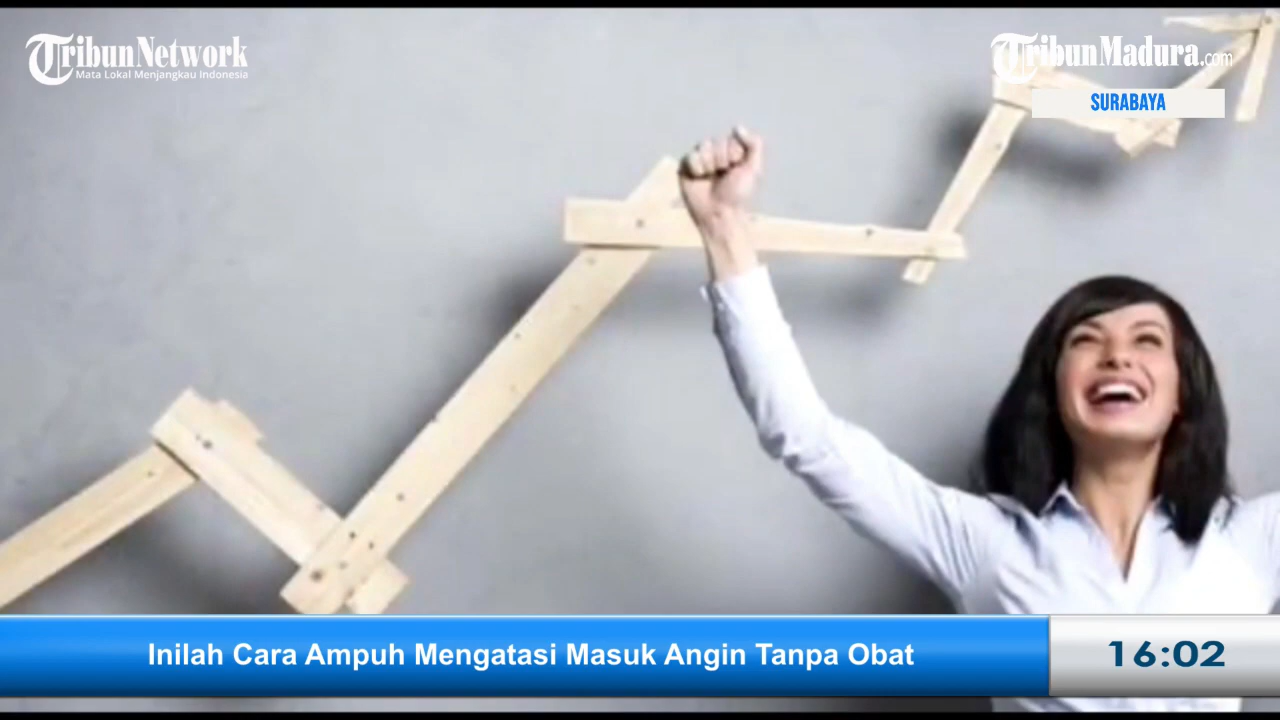 TribunNetwork
Mata Lokal Menjangkau Indonesia
TribunMadura.com
SURABAYA
Inilah Cara Ampuh Mengatasi Masuk Angin Tanpa Obat
16:02